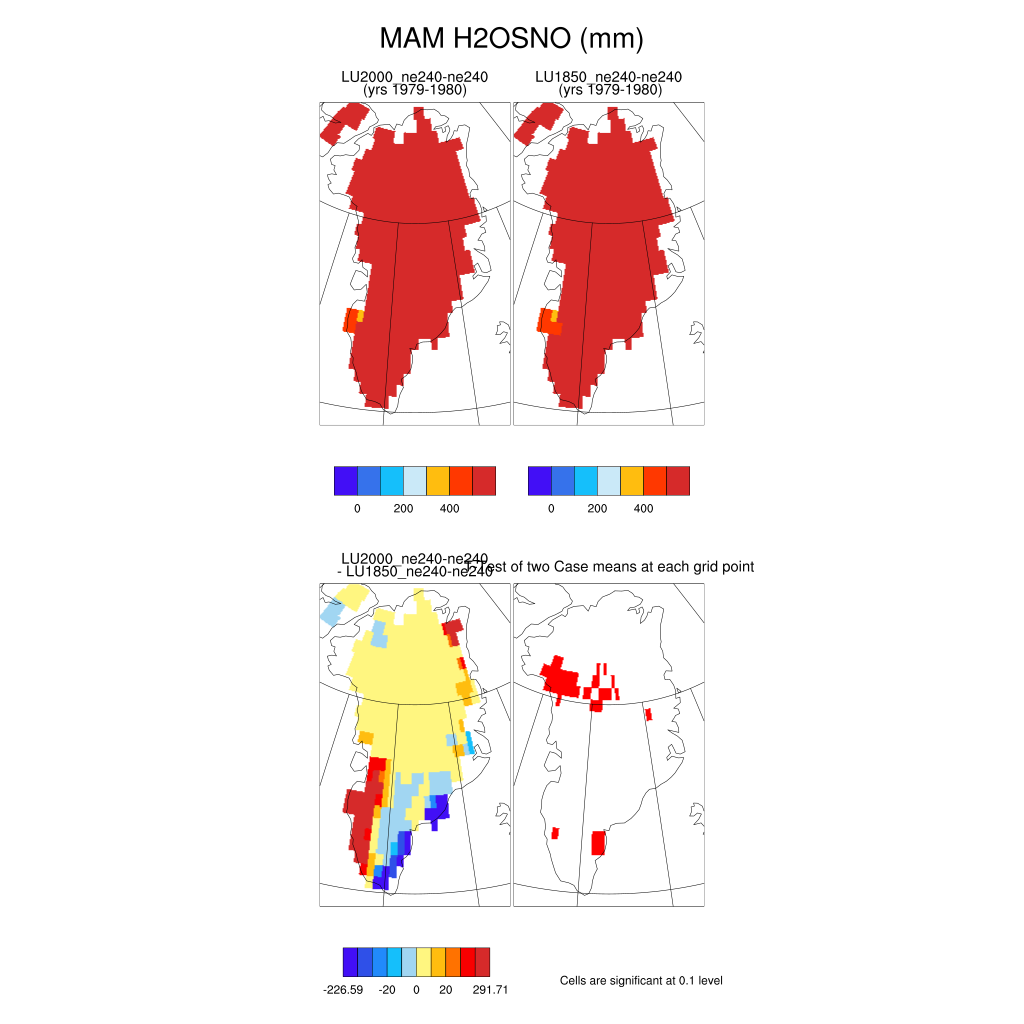 MAM H2OSNO (mm)
LU2000_ne240-ne240
(yrs 1979-1980)
LU1850_ne240-ne240
(yrs 1979-1980)
0 200 400
0 200 400
LU2000_ne240-ne240
- LU1850_ne240-ne240
T-Test of two Case means at each grid point
-226.59 -20 0 20 291.71
Cells are significant at 0.1 level